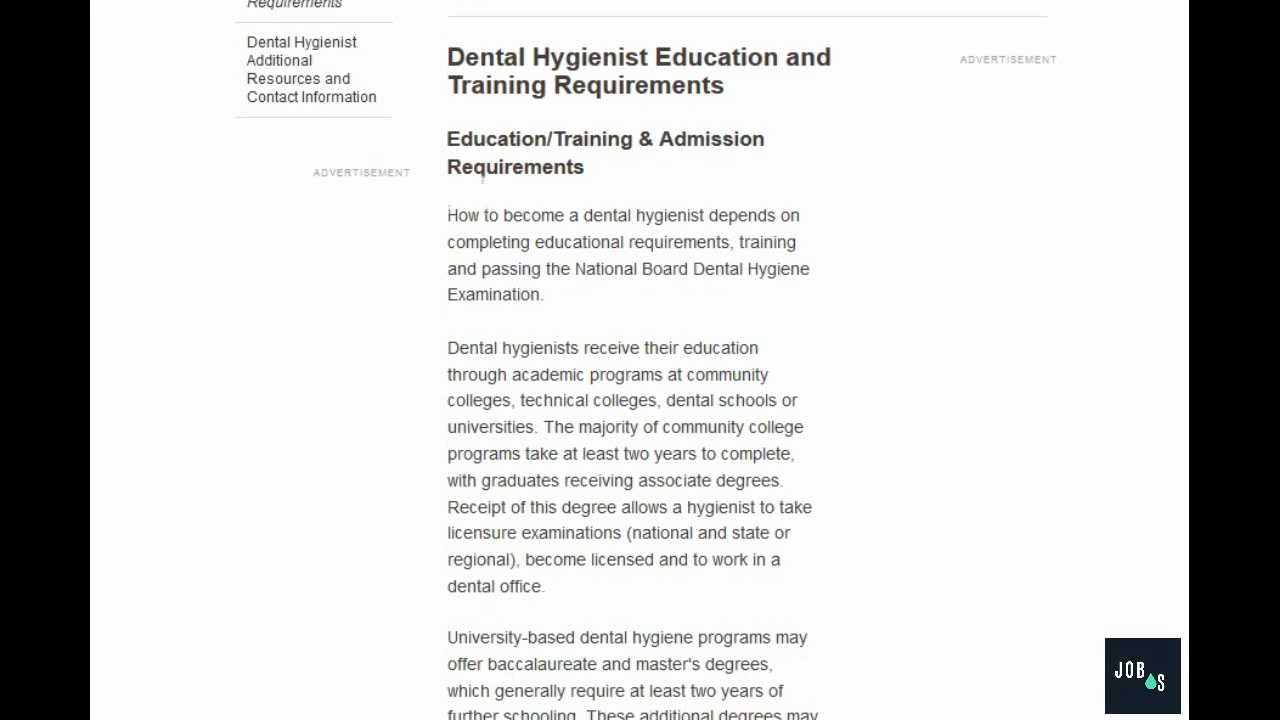 Requirements
Dental Hygienist
Additional
Resources and
Contact Information
ADVERTISEMENT
Dental Hygienist Education and
Training Requirements
Education/Training & Admission
Requirements
How to become a dental hygienist depends on
completing educational requirements, training
and passing the National Board Dental Hygiene
Examination.
Dental hygienists receive their education
through academic programs at community
colleges, technical colleges, dental schools or
universities. The majority of community college
programs take at least two years to complete,
with graduates receiving associate degrees.
Receipt of this degree allows a hygienist to take
licensure examinations (national and state or
regional), become licensed and to work in a
dental office.
University-based dental hygiene programs may
offer baccalaureate and master's degrees,
which generally require at least two years of
further schooling. These additional degrees may
ADVERTISEMENT
JOB
S